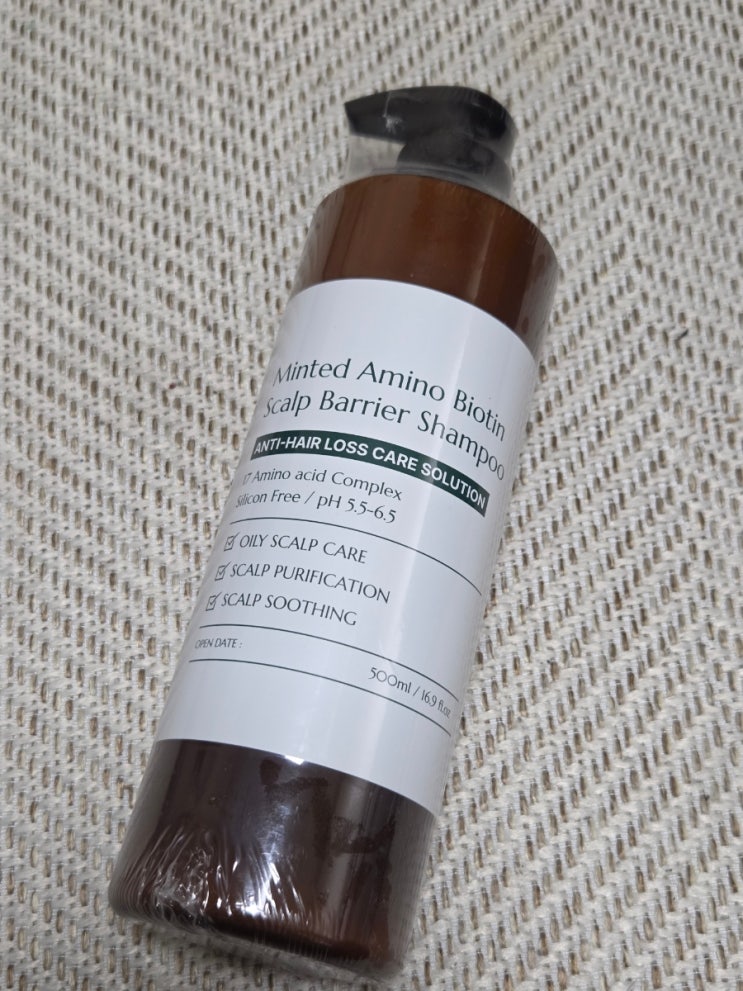 Minted Amino Biotin
Scalp Barrier Shampoo
ANTI-HAIR LOSS CARE SOLUTION
17 Amino acid Complex
Silicon Free / pH 5.5-6.5
OILY SCALP CARE
SCALP PURIFICATION
SCALP SOOTHING
OPEN DATE :
500ml / 16.9 fl.oz